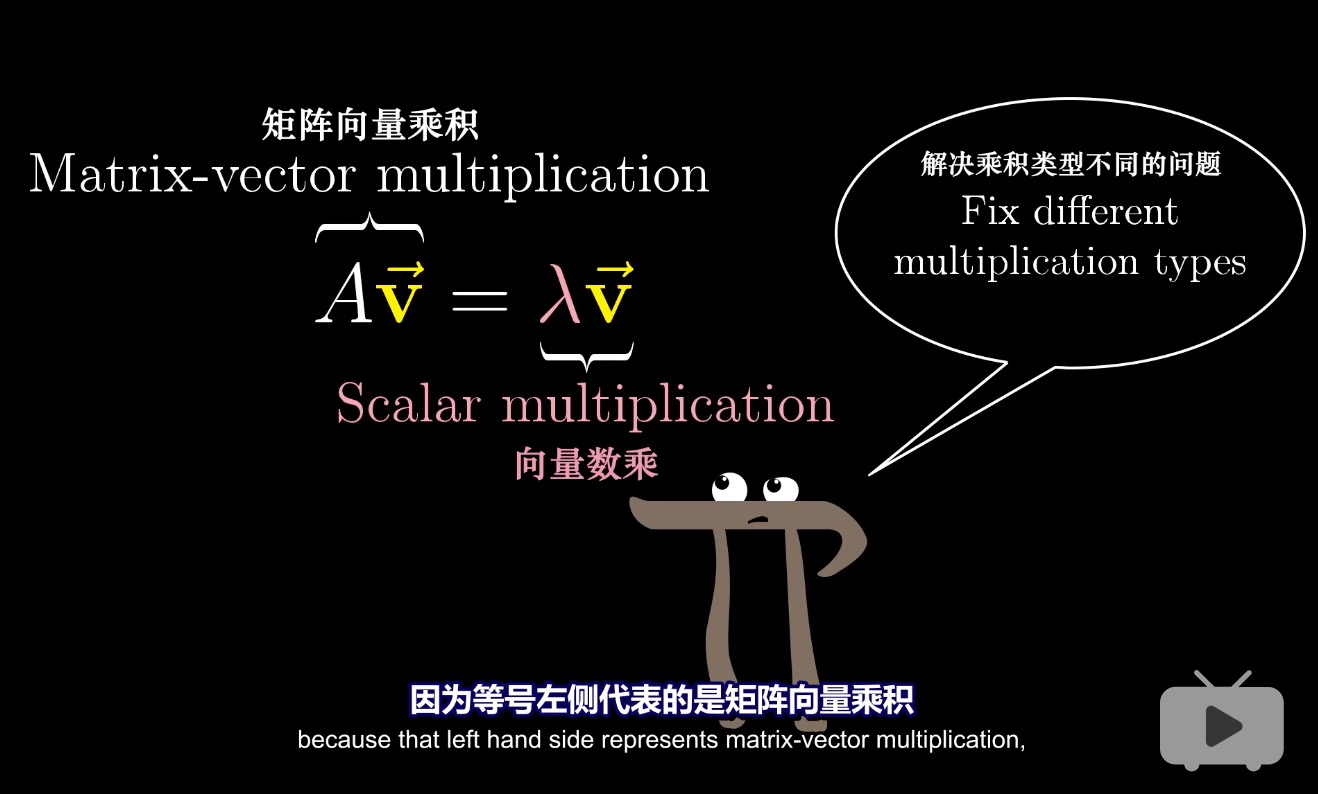 矩阵向量乘积
Matrix-vector multiplication
A\vec{v} = λ\vec{v}
Scalar multiplication
向量数乘
解决乘积类型不同的问题
Fix different
multiplication types
因为等号左侧代表的是矩阵向量乘积
because that left hand side represents matrix-vector multiplication,